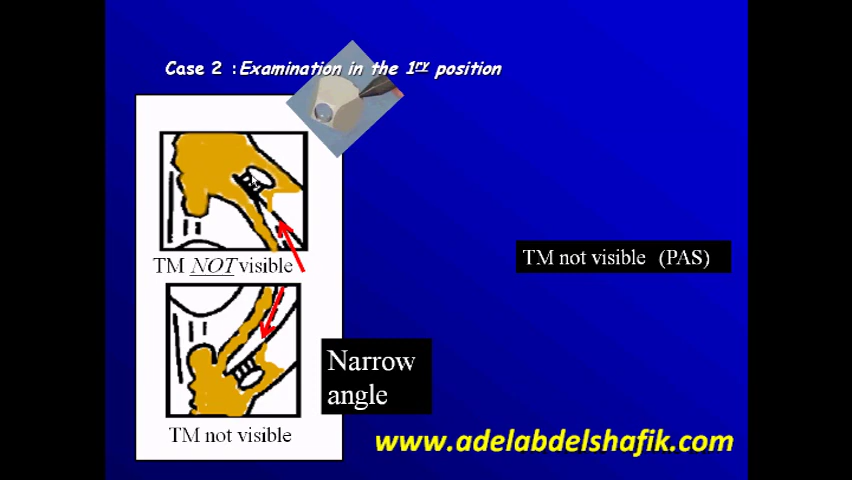 Case 2 :Examination in the 1ry position
TM NOT visible
TM not visible (PAS)
Narrow
angle
TM not visible
www.adelabdelshafik.com